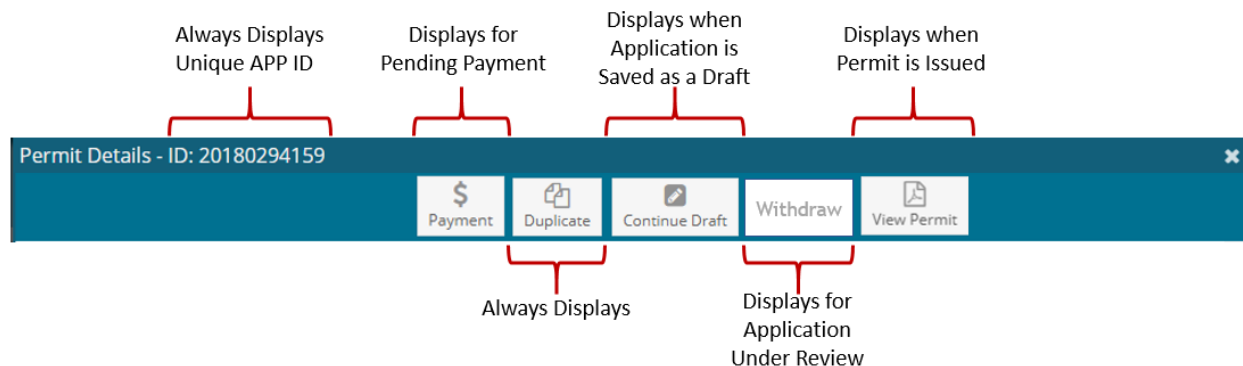 Always Displays
Unique APP ID
Displays for
Pending Payment
Displays when
Application is
Saved as a Draft
Displays when
Permit is Issued
Permit Details - ID: 20180294159
$
Payment
Duplicate
Continue Draft
Withdraw
View Permit
Always Displays
Displays for
Application
Under Review